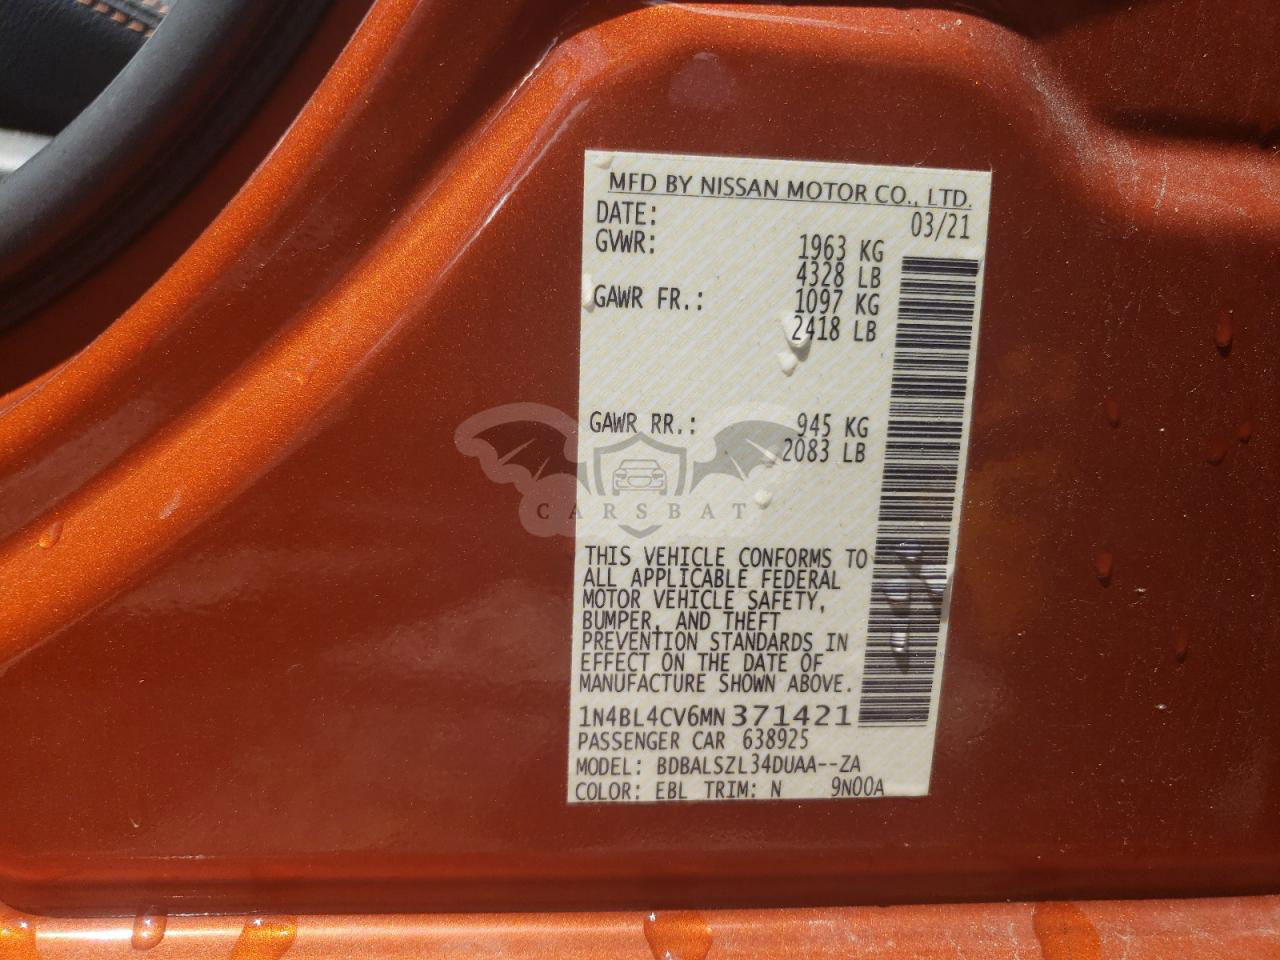 MFD BY NISSAN MOTOR CO., LTD.
DATE: 03/21
GVWR: 1963 KG
4328 LB
GAWR FR.: 1097 KG
2418 LB
GAWR RR.: 945 KG
2083 LB
CARSBAT
THIS VEHICLE CONFORMS TO
ALL APPLICABLE FEDERAL
MOTOR VEHICLE SAFETY,
BUMPER, AND THEFT
PREVENTION STANDARDS IN
EFFECT ON THE DATE OF
MANUFACTURE SHOWN ABOVE.
1N4BL4CV6MN371421
PASSENGER CAR 638925
MODEL: BDBALSZL34DUAA--ZA
COLOR: EBL TRIM: N 9N00A